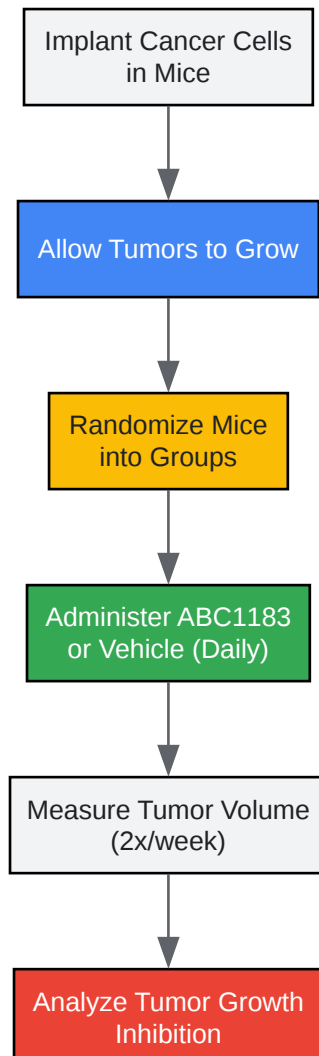 Implant Cancer Cells
in Mice
Allow Tumors to Grow
Randomize Mice
into Groups
Administer ABC1183
or Vehicle (Daily)
Measure Tumor Volume
(2x/week)
Analyze Tumor Growth
Inhibition